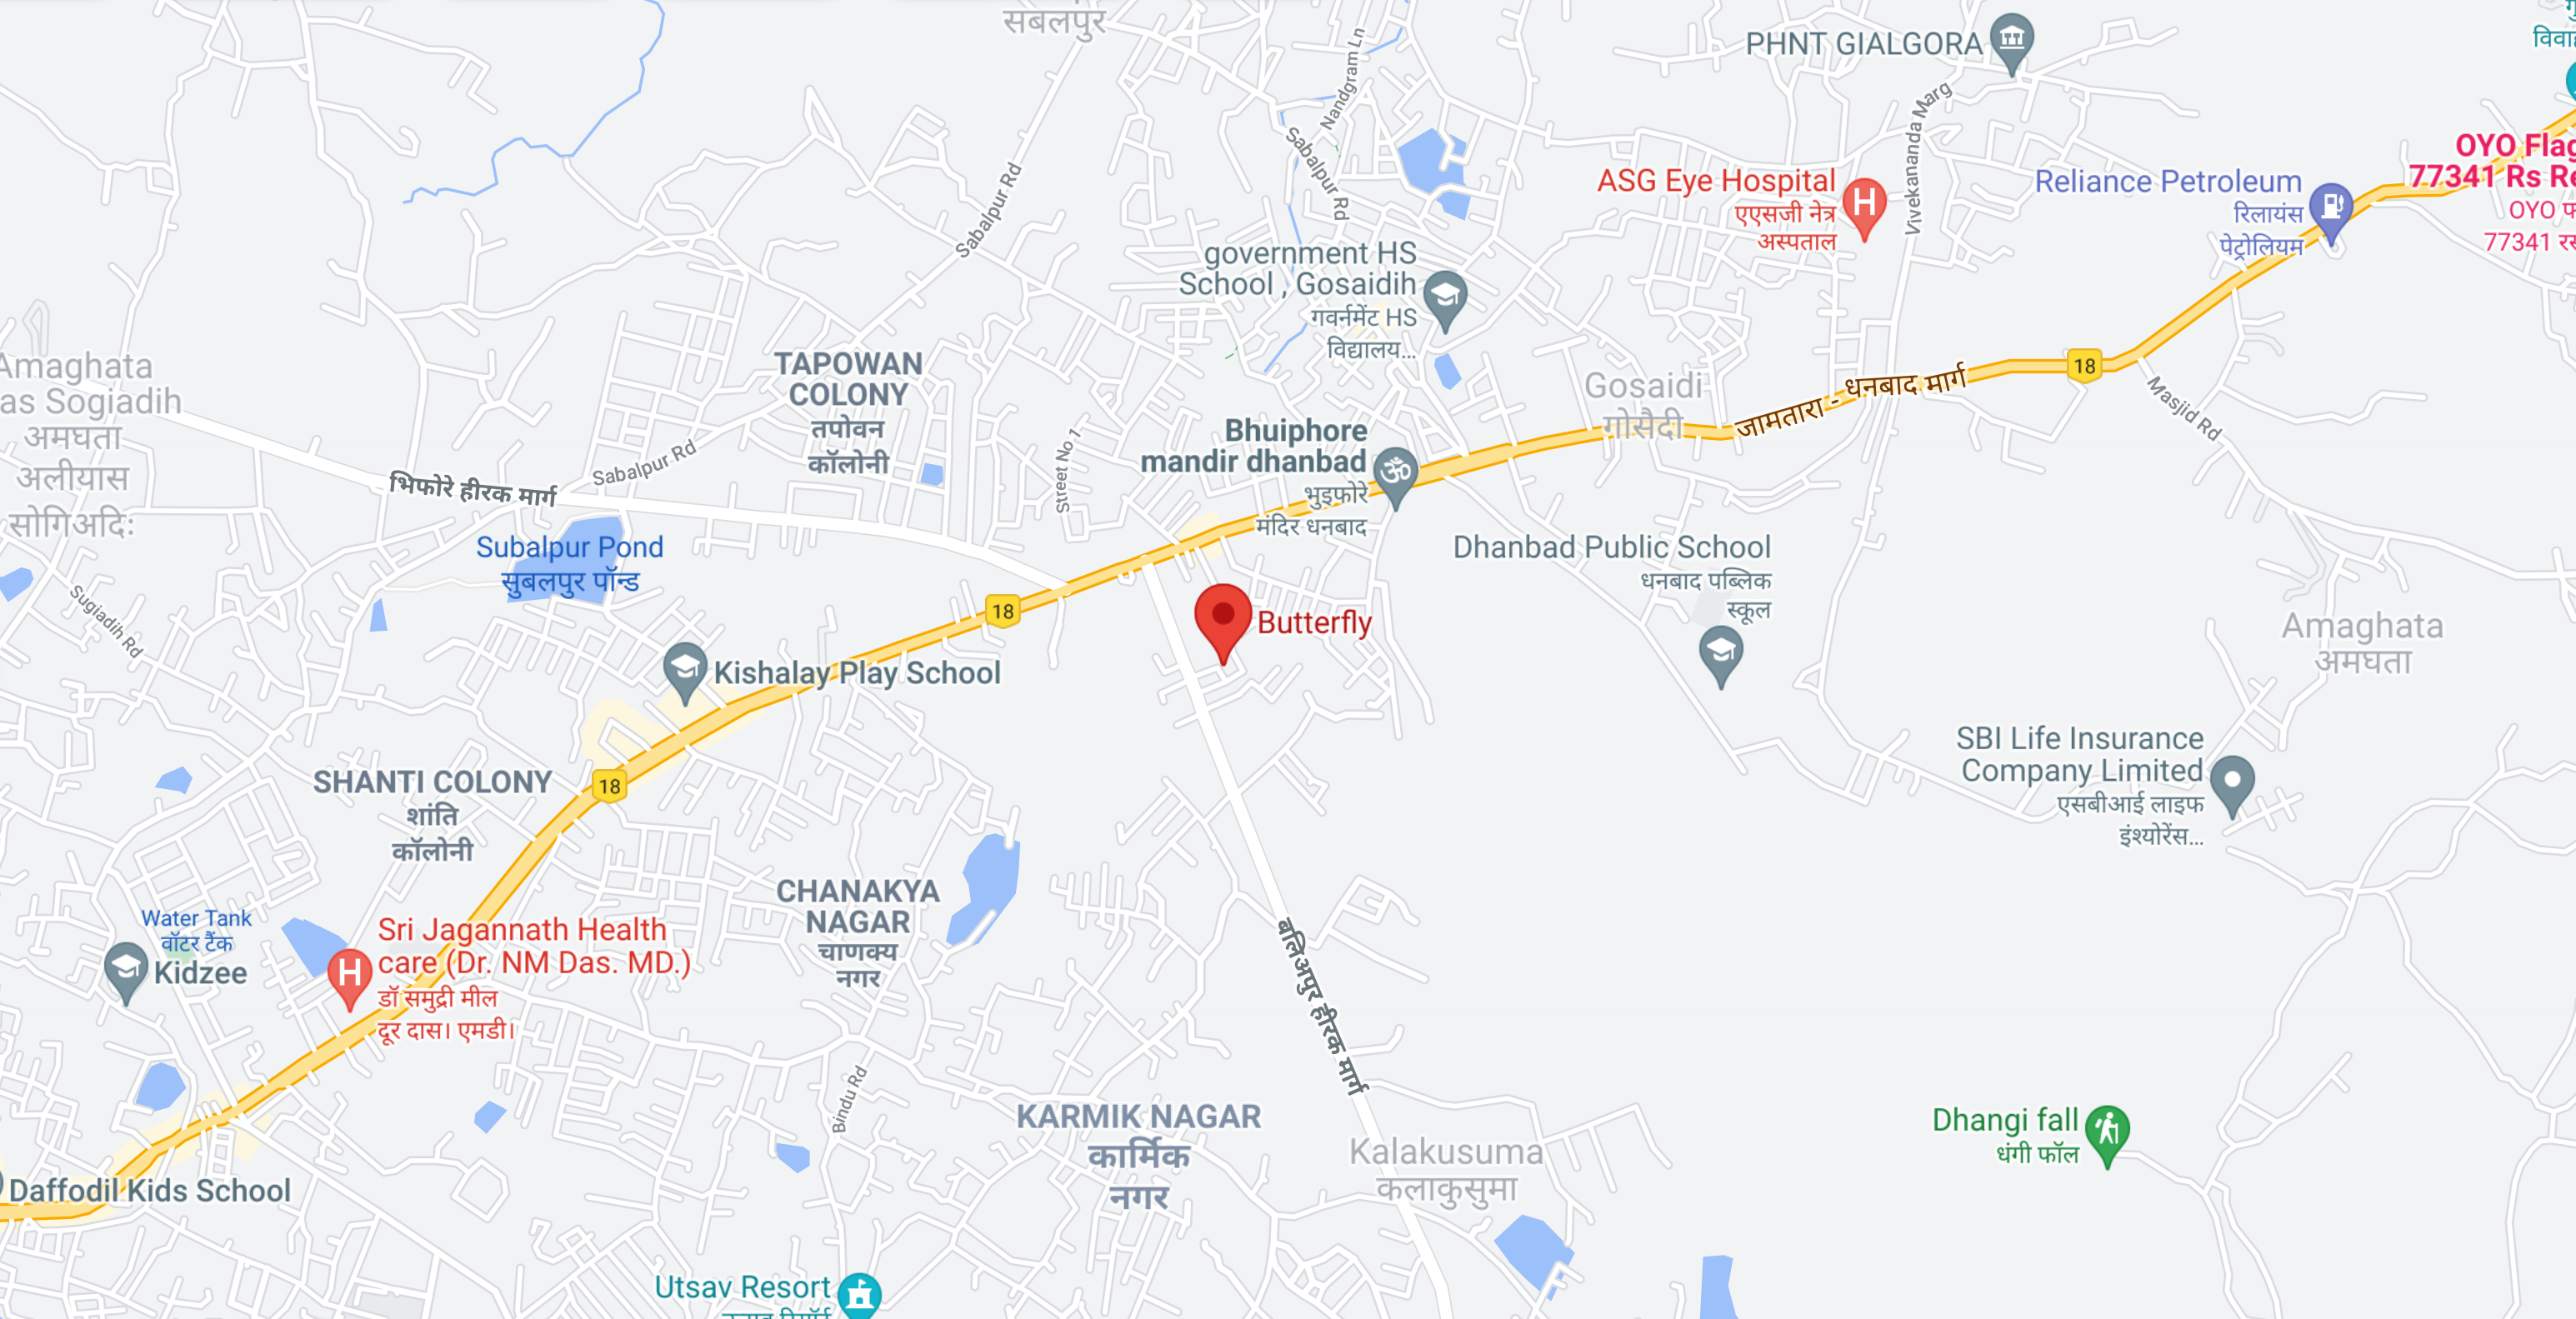 सबलपुर
PHNT GIALGORA
विवा
Nandgram Ln
Sabalpur Rd
Sabalpur Rd
Vivekananda Marg
OYO Flag
77341 Rs Re
OYO
77341
ASG Eye Hospital
एएसजी नेत्र
अस्पताल
Reliance Petroleum
रिलायंस
पेट्रोलियम
government HS
School , Gosaidih
गवर्नमेंट HS
विद्यालय...
Amaghata
as Sogiadih
अमघता
अलीयास
सोगिअदिः
TAPOWAN
COLONY
तपोवन
कॉलोनी
Gosaidi
गोसैदी
जामतारा - धनबाद मार्ग
18
Masjid Rd
भिफोरे हीरक मार्ग
Sabalpur Rd
Street No 1
Bhuiphore
mandir dhanbad
भुइफोरे
मंदिर धनबाद
Subalpur Pond
सुबलपुर पॉन्ड
Dhanbad Public School
धनबाद पब्लिक
स्कूल
Sugiadih Rd
18
Butterfly
Amaghata
अमघता
Kishalay Play School
SHANTI COLONY
शांति
कॉलोनी
18
SBI Life Insurance
Company Limited
एसबीआई लाइफ
इंश्योरेंस...
CHANAKYA
NAGAR
चाणक्य
नगर
Water Tank
वॉटर टैंक
Kidzee
Sri Jagannath Health
care (Dr. NM Das. MD.)
डॉ समुद्री मील
दूर दास। एमडी।
बलिअपुर हीरक मार्ग
Bindu Rd
KARMIK NAGAR
कार्मिक
नगर
Kalakusuma
कलाकुसुमा
Dhangi fall
धंगी फॉल
Daffodil Kids School
Utsav Resort